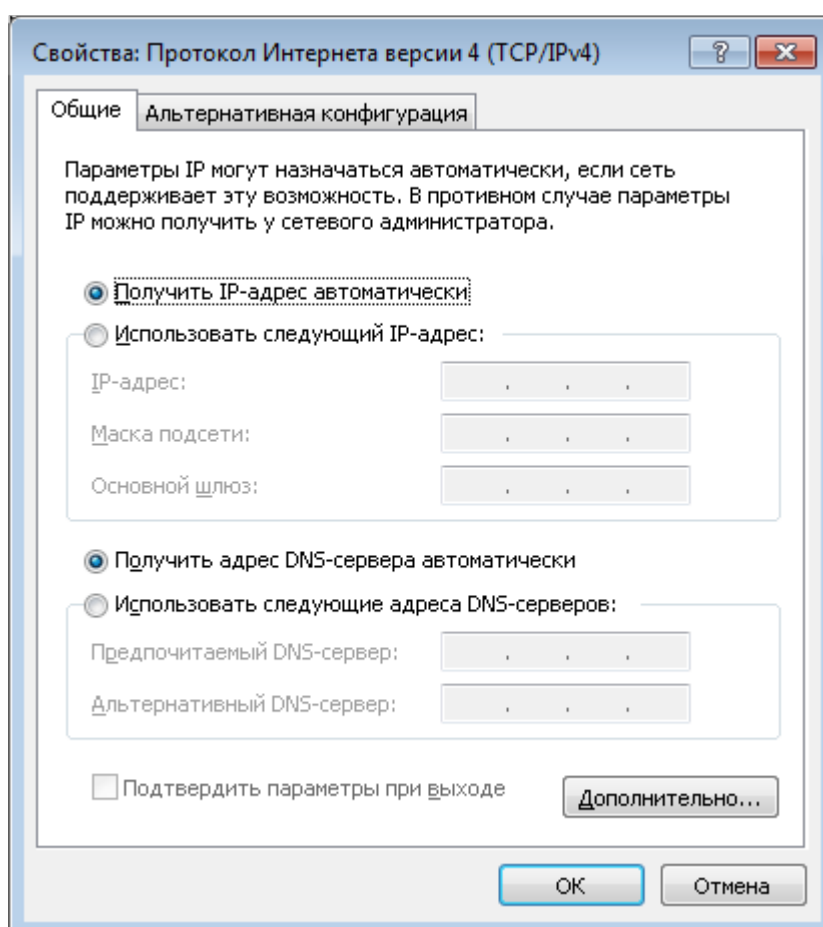 Свойства: Протокол Интернета версии 4 (TCP/IPv4)
Общие
Альтернативная конфигурация
Параметры IP могут назначаться автоматически, если сеть
поддерживает эту возможность. В противном случае параметры
IP можно получить у сетевого администратора.
Получить IP-адрес автоматически
Использовать следующий IP-адрес:
IP-адрес:
Маска подсети:
Основной шлюз:
Получить адрес DNS-сервера автоматически
Использовать следующие адреса DNS-серверов:
Предпочитаемый DNS-сервер:
Альтернативный DNS-сервер:
Подтвердить параметры при выходе
Дополнительно...
ОК
Отмена